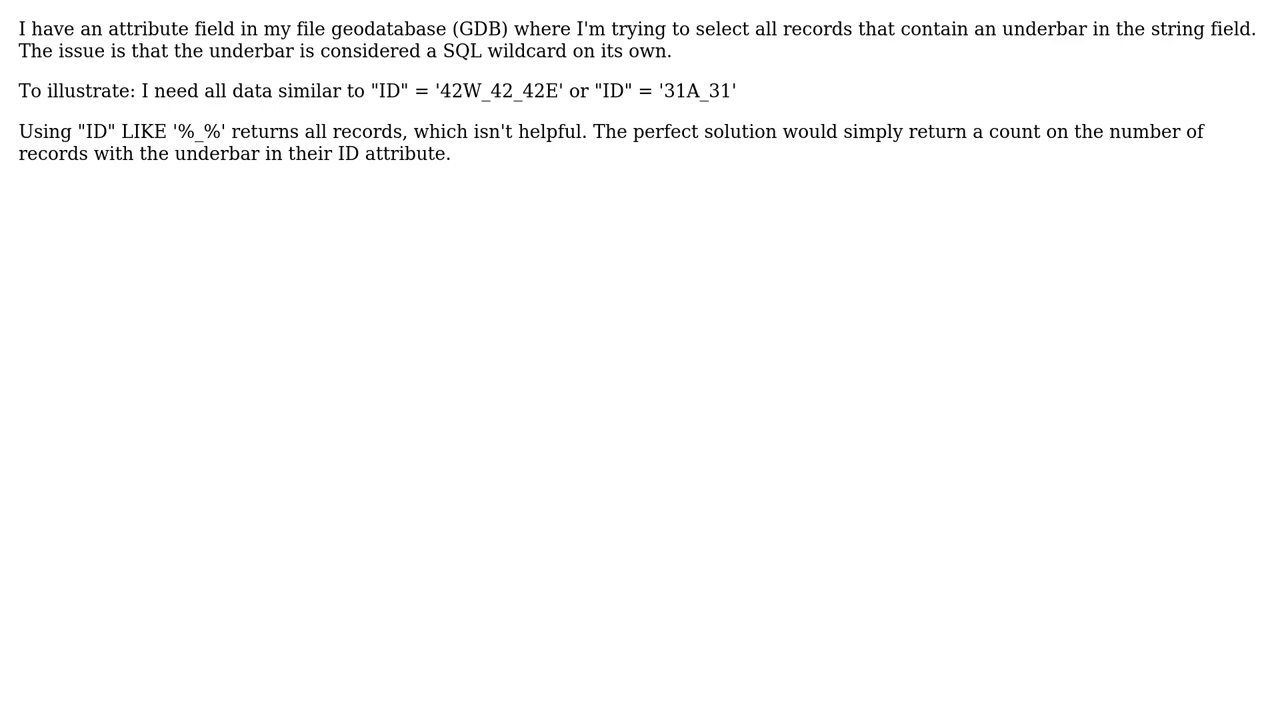 I have an attribute field in my file geodatabase (GDB) where I'm trying to select all records that contain an underbar in the string field.
The issue is that the underbar is considered a SQL wildcard on its own.
To illustrate: I need all data similar to "ID" = '42W_42_42E' or "ID" = '31A_31'
Using "ID" LIKE '%_%' returns all records, which isn't helpful. The perfect solution would simply return a count on the number of
records with the underbar in their ID attribute.